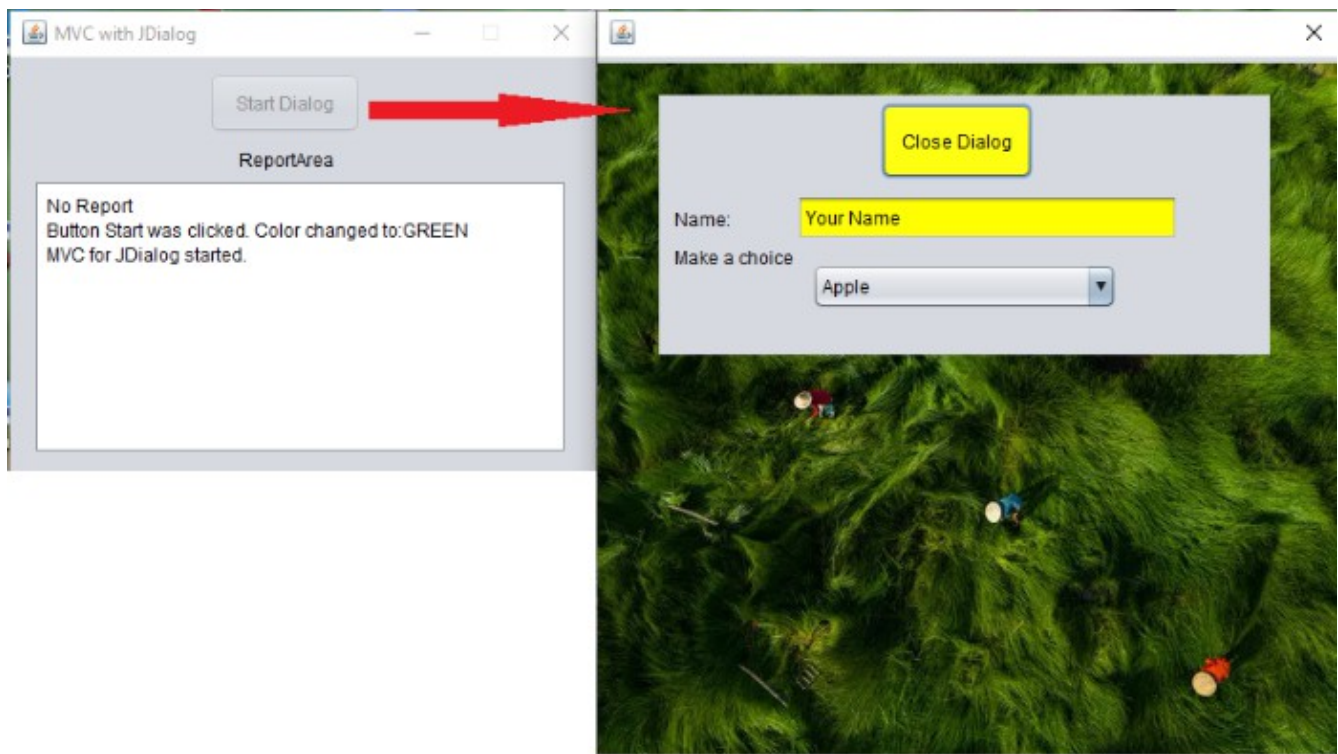 MVC with JDialog
Start Dialog
ReportArea
No Report
Button Start was clicked. Color changed to:GREEN
MVC for JDialog started.
Close Dialog
Name:
Your Name
Make a choice
Apple